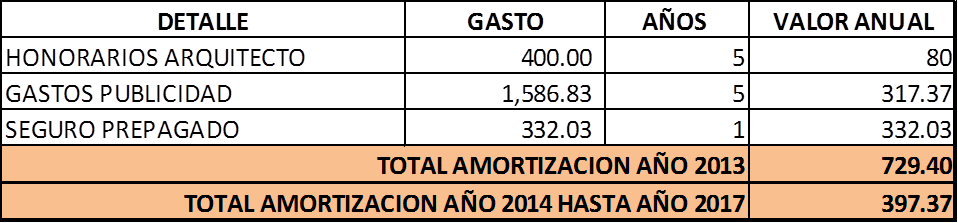 DETALLE GASTO AÑOS VALOR ANUAL
HONORARIOS ARQUITECTO 400.00 5 80
GASTOS PUBLICIDAD 1,586.83 5 317.37
SEGURO PREPAGADO 332.03 1 332.03
TOTAL AMORTIZACION AÑO 2013 729.40
TOTAL AMORTIZACION AÑO 2014 HASTA AÑO 2017 397.37